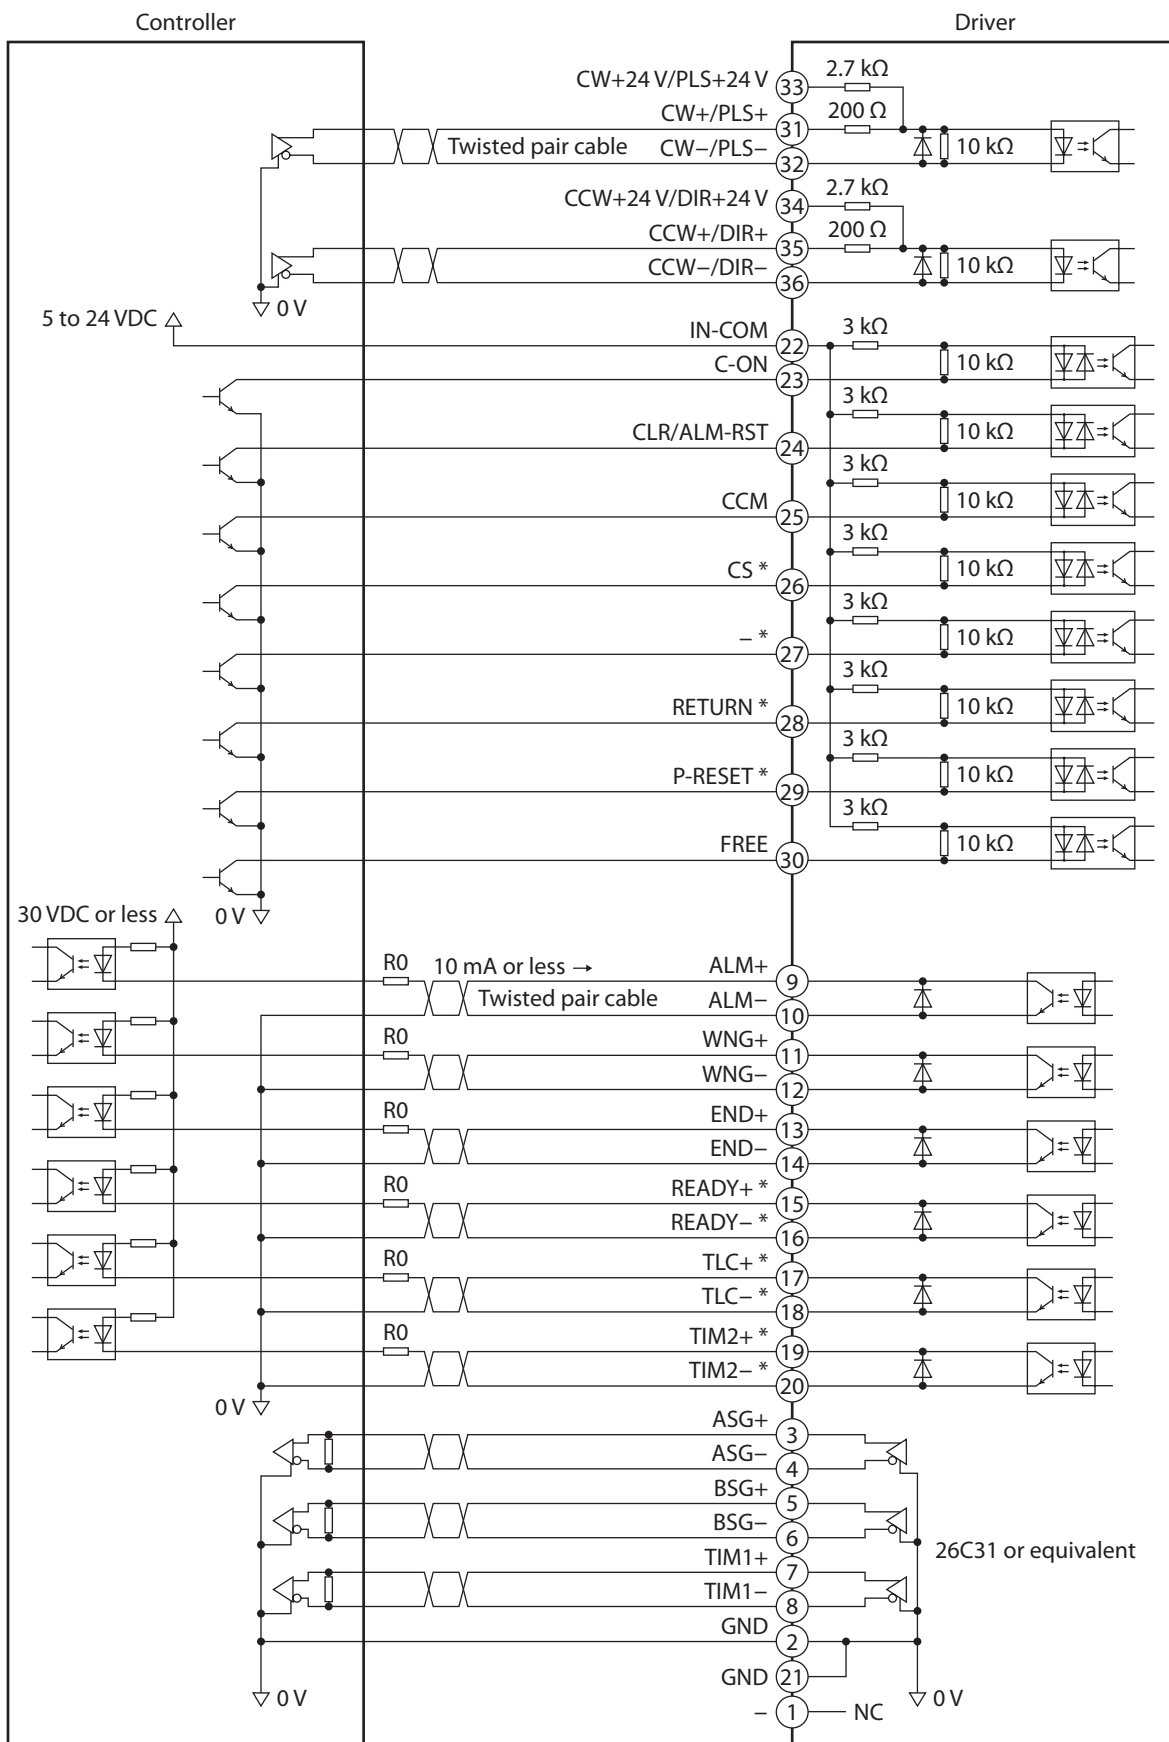 Controller
Driver
CW+24 V/PLS+24 V 33 2.7 kΩ
CW+/PLS+ 31 200 Ω
Twisted pair cable CW−/PLS− 32 10 kΩ
CCW+24 V/DIR+24 V 34 2.7 kΩ
CCW+/DIR+ 35 200 Ω
CCW−/DIR− 36 10 kΩ
0 V
5 to 24 VDC
IN-COM 22 3 kΩ
C-ON 23 10 kΩ
3 kΩ
CLR/ALM-RST 24 10 kΩ
3 kΩ
CCM 25 10 kΩ
3 kΩ
CS * 26 10 kΩ
3 kΩ
− * 27 10 kΩ
3 kΩ
RETURN * 28 10 kΩ
3 kΩ
P-RESET * 29 10 kΩ
3 kΩ
FREE 30 10 kΩ
30 VDC or less 0 V
R0 10 mA or less → ALM+ 9
Twisted pair cable ALM− 10
R0 WNG+ 11
WNG− 12
R0 END+ 13
END− 14
R0 READY+ * 15
READY− * 16
R0 TLC+ * 17
TLC− * 18
R0 TIM2+ * 19
TIM2− * 20
0 V
ASG+ 3
ASG− 4
BSG+ 5
BSG− 6
26C31 or equivalent
TIM1+ 7
TIM1− 8
GND 2
GND 21
0 V 0 V
− 1 NC